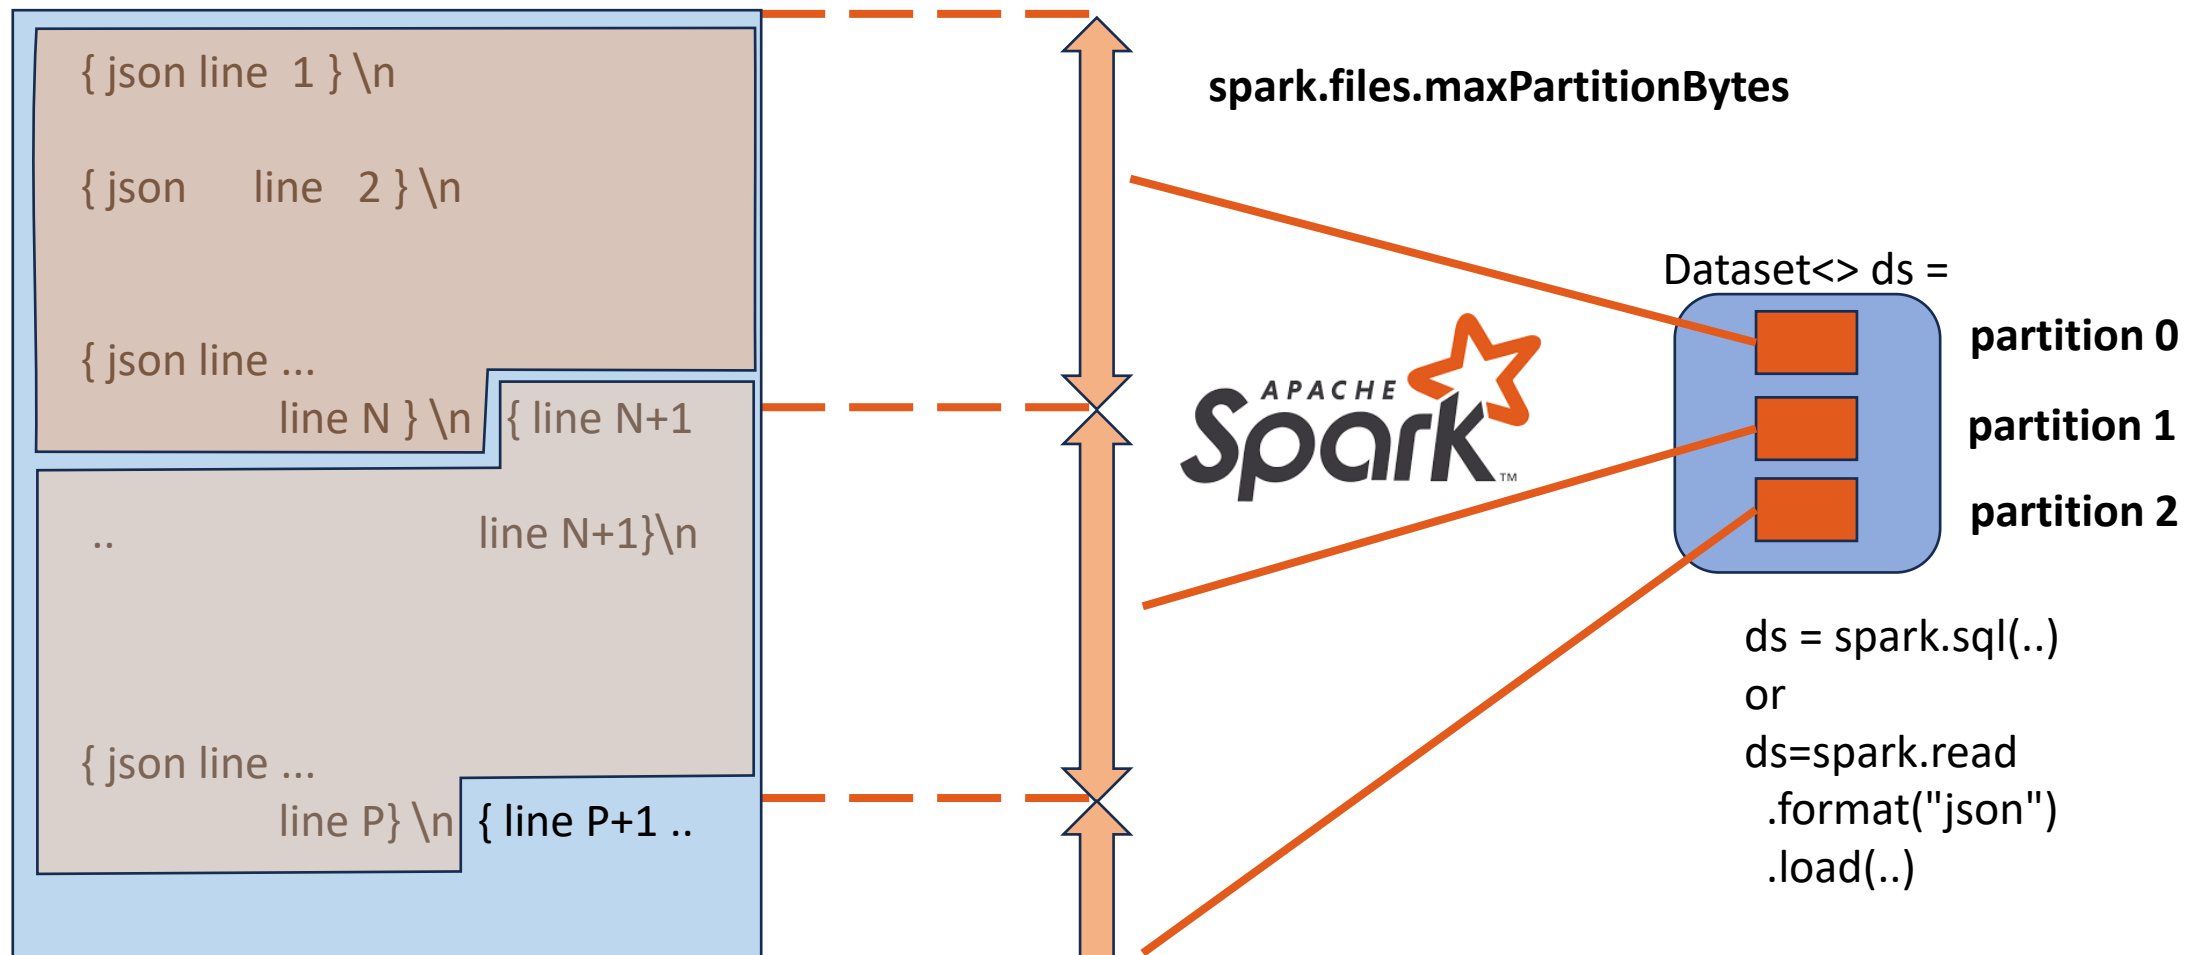 { json line  1 } \n
{ json    line   2 } \n
{ json line ...
line N } \n
{ line N+1
..
line N+1}\n
{ json line ...
line P} \n
{ line P+1 ..
spark.files.maxPartitionBytes
APACHE
Spark
TM
Dataset<> ds =
partition 0
partition 1
partition 2
ds = spark.sql(..)
or
ds=spark.read
.format("json")
.load(..)